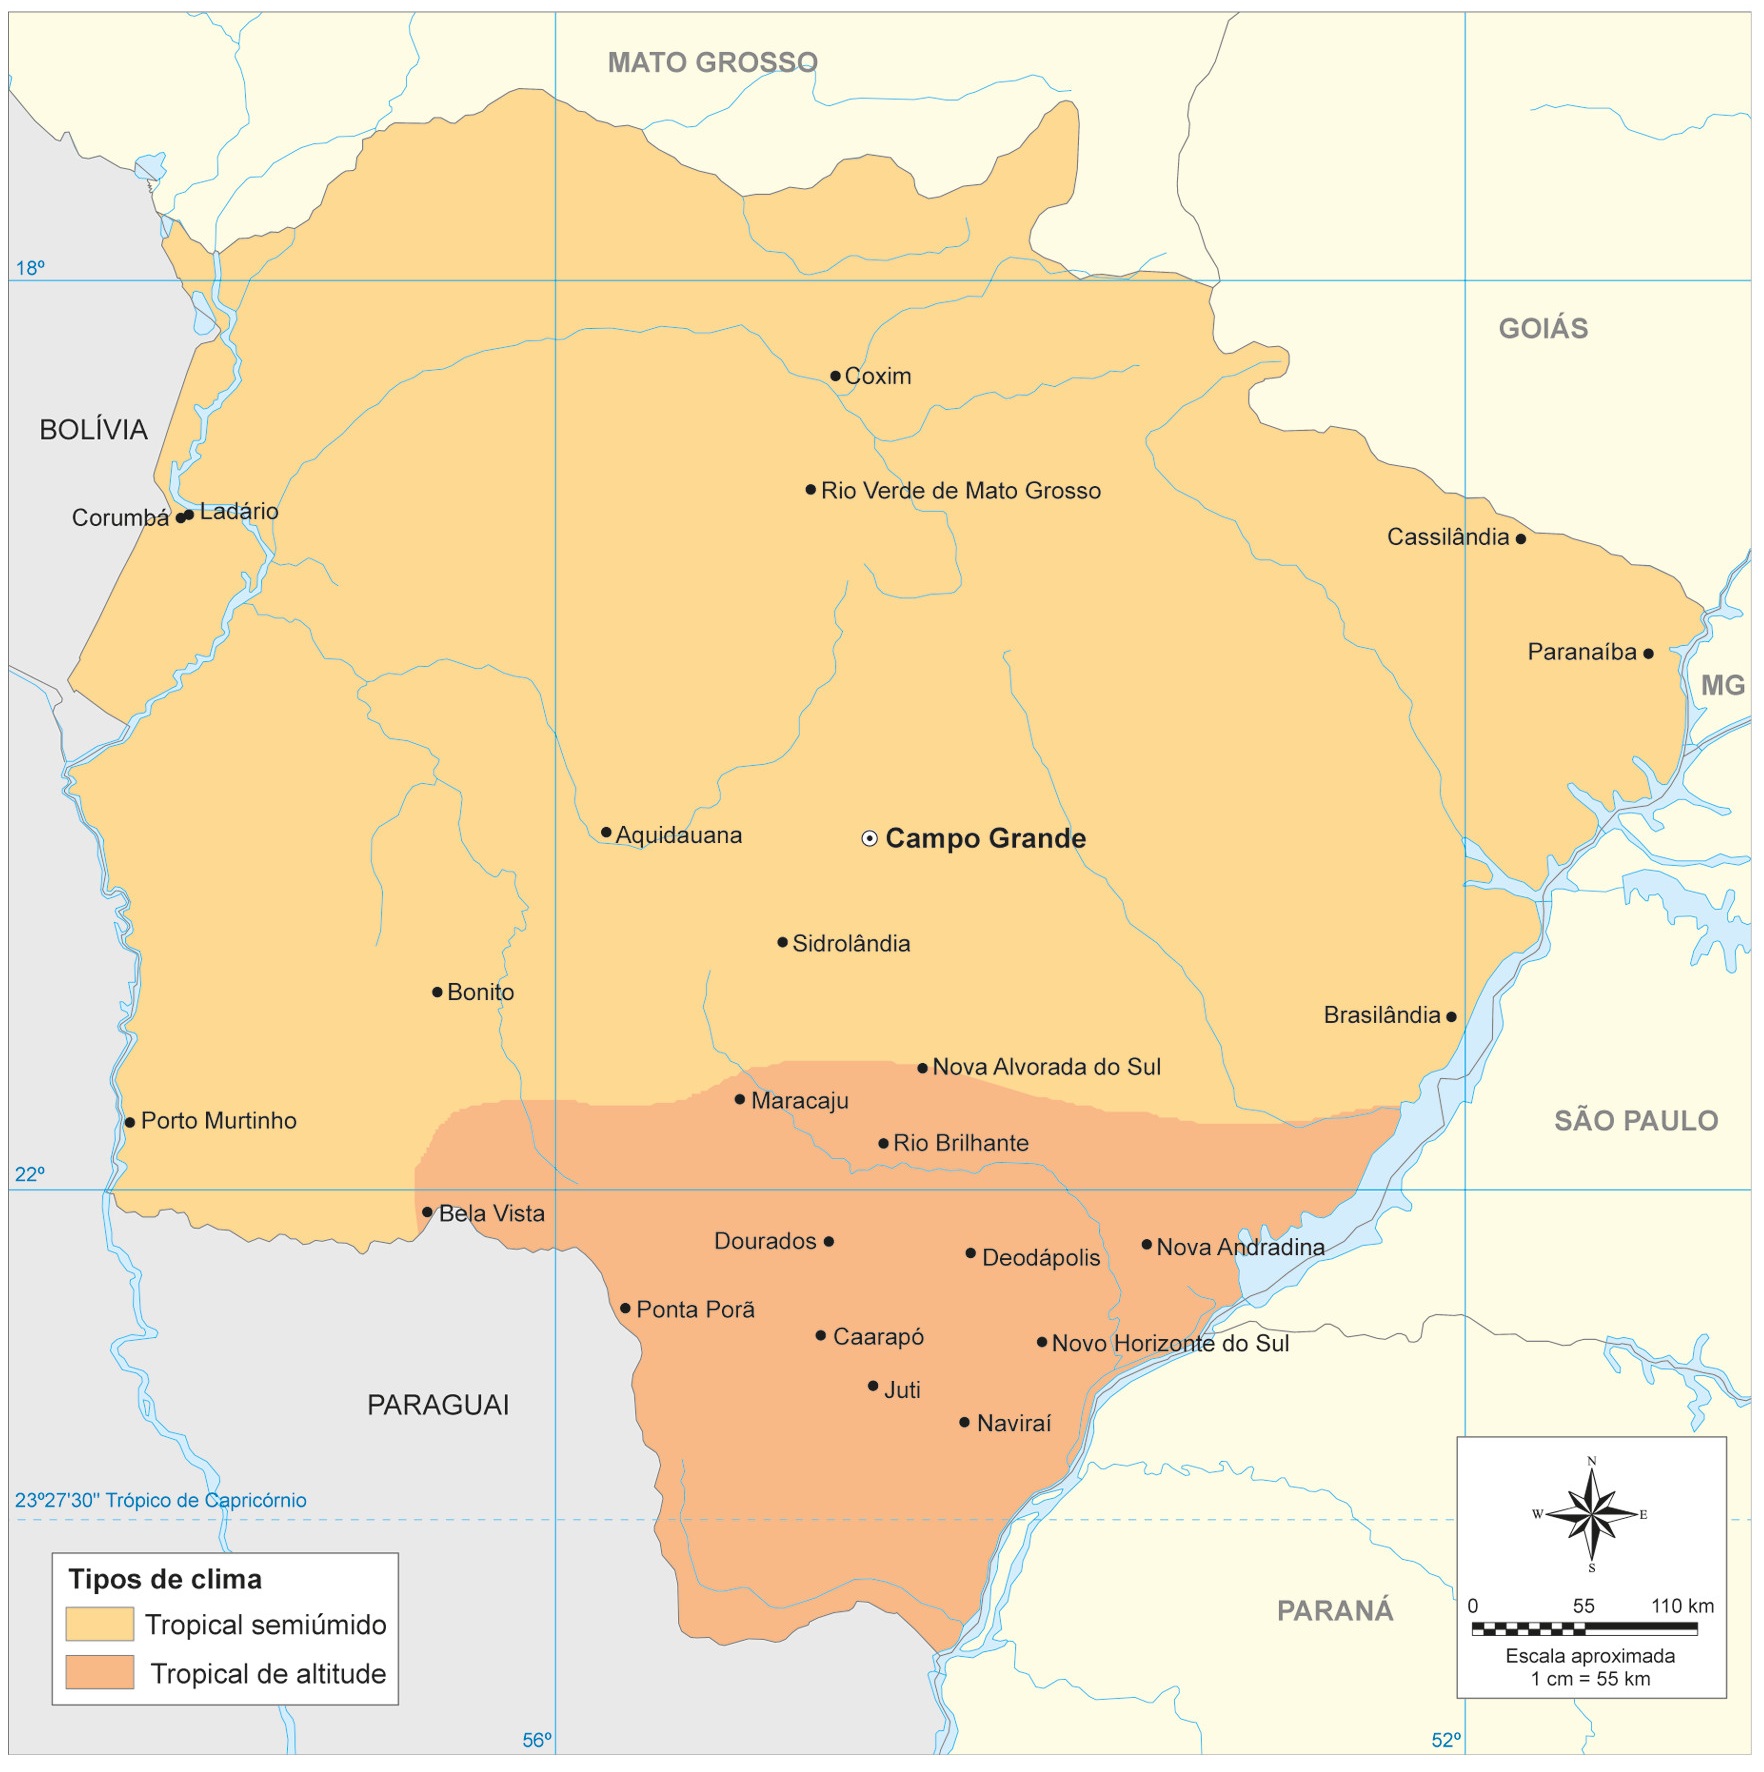 MATO GROSSO
18º
GOIÁS
Coxim
BOLÍVIA
Rio Verde de Mato Grosso
Corumbá
Ladário
Cassilândia
Paranaíba
MG
Aquidauana
Campo Grande
Sidrolândia
Bonito
Brasilândia
Nova Alvorada do Sul
Maracaju
Porto Murtinho
SÃO PAULO
Rio Brilhante
22º
Bela Vista
Dourados
Deodápolis
Nova Andradina
Ponta Porã
Caarapó
Novo Horizonte do Sul
Juti
PARAGUAI
Naviraí
23º27'30" Trópico de Capricórnio
N
W
E
S
Tipos de clima
Tropical semiúmido
Tropical de altitude
PARANÁ
0 55 110 km
Escala aproximada
1 cm = 55 km
56º
52º